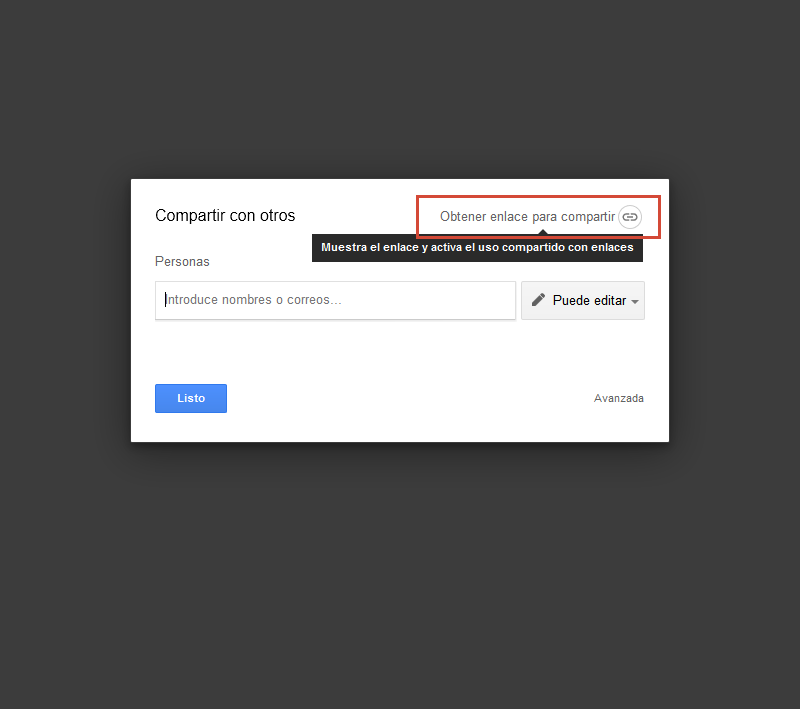 Compartir con otros
Obtener enlace para compartir
Muestra el enlace y activa el uso compartido con enlaces
Personas
Introduce nombres o correos...
Puede editar
Listo
Avanzada